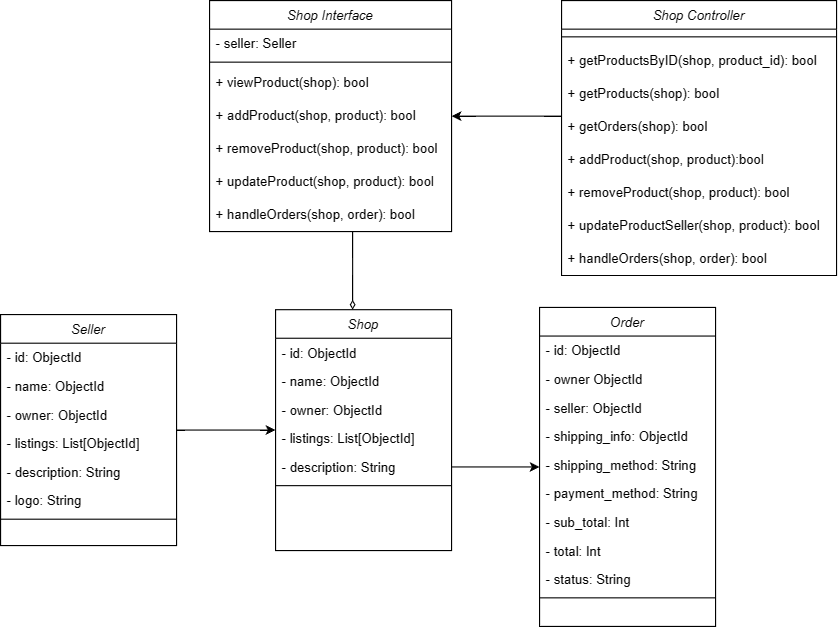 Shop Interface
- seller: Seller
+ viewProduct(shop): bool
+ addProduct(shop, product): bool
+ removeProduct(shop, product): bool
+ updateProduct(shop, product): bool
+ handleOrders(shop, order): bool
Shop Controller
+ getProductsByID(shop, product_id): bool
+ getProducts(shop): bool
+ getOrders(shop): bool
+ addProduct(shop, product):bool
+ removeProduct(shop, product): bool
+ updateProductSeller(shop, product): bool
+ handleOrders(shop, order): bool
Seller
- id: ObjectId
- name: ObjectId
- owner: ObjectId
- listings: List[ObjectId]
- description: String
- logo: String
Shop
- id: ObjectId
- name: ObjectId
- owner: ObjectId
- listings: List[ObjectId]
- description: String
Order
- id: ObjectId
- owner ObjectId
- seller: ObjectId
- shipping_info: ObjectId
- shipping_method: String
- payment_method: String
- sub_total: Int
- total: Int
- status: String